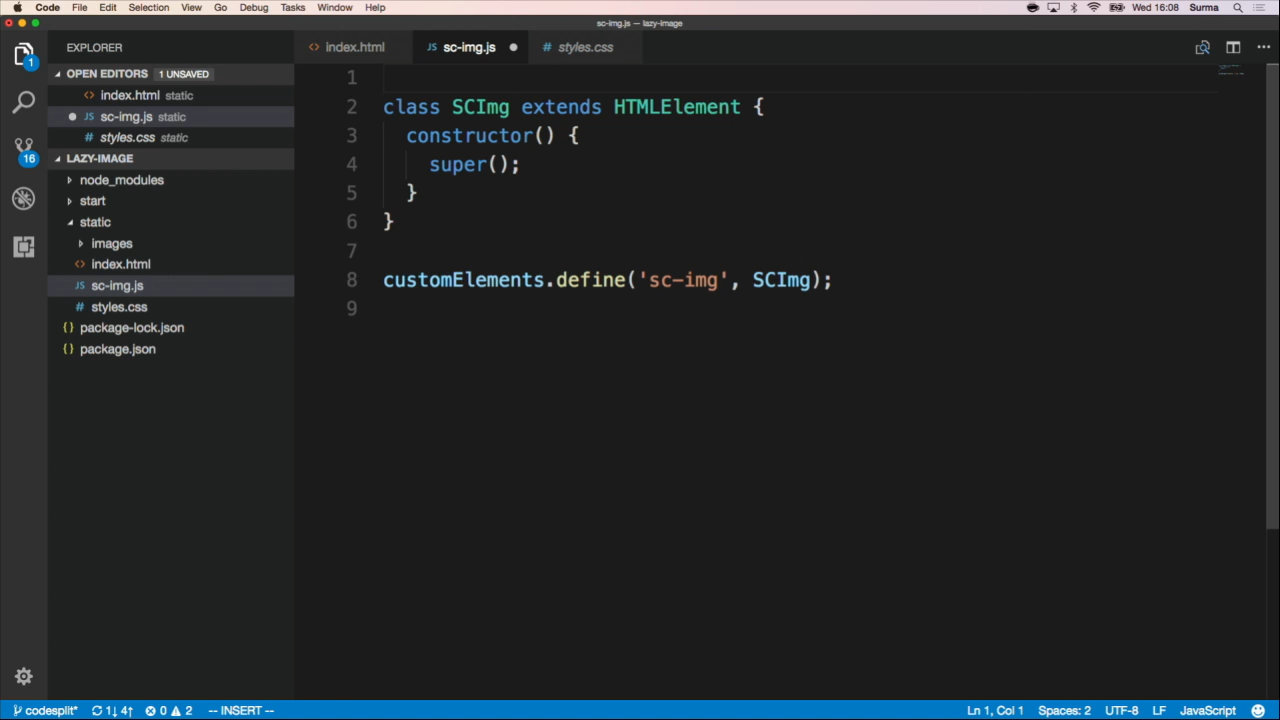 Code File Edit Selection View Go Debug Tasks Window Help Wed 16:08 Surma
sc-img.js — lazy-image
EXPLORER
index.html
JS sc-img.js
# styles.css
OPEN EDITORS 1 UNSAVED
index.html static
JS sc-img.js static
# styles.css static
LAZY-IMAGE
node_modules
start
static
images
index.html
JS sc-img.js
# styles.css
{} package-lock.json
{} package.json
1
16
1
2 class SCImg extends HTMLElement {
3 constructor() {
4 super();
5 }
6 }
7
8 customElements.define('sc-img', SCImg);
9
codesplit* 1↓ 4↑ 0 2 -- INSERT -- Ln 1, Col 1 Spaces: 2 UTF-8 LF JavaScript